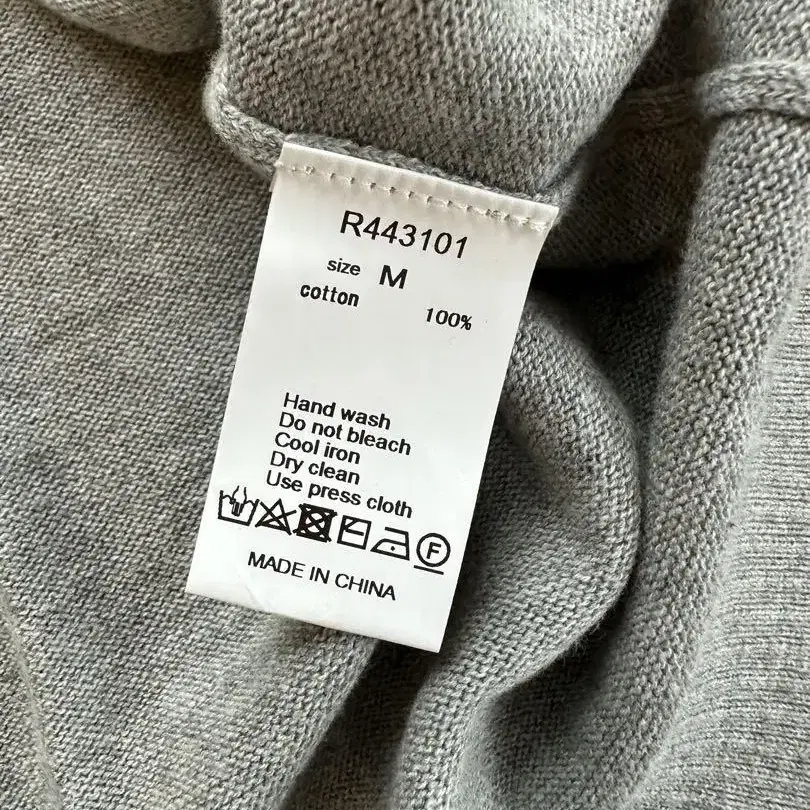 R443101
size M
cotton 100%
Hand wash
Do not bleach
Cool iron
Dry clean
Use press cloth
F
MADE IN CHINA